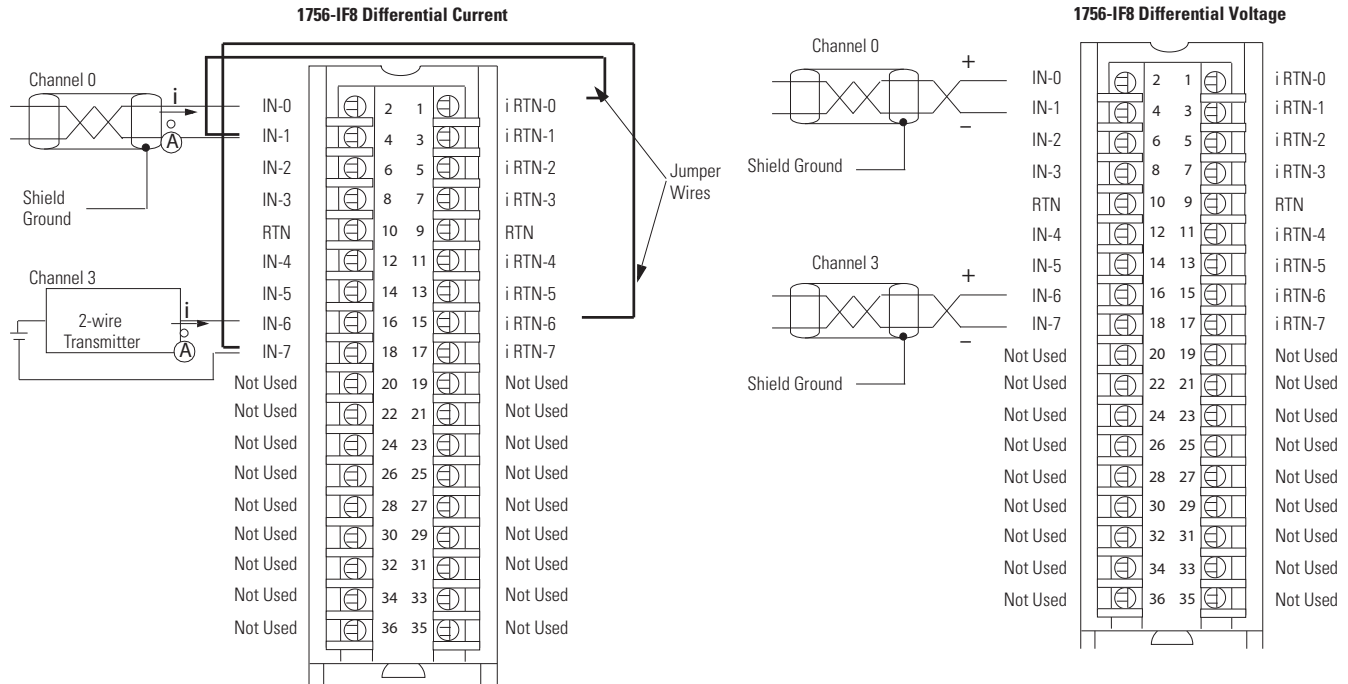 1756-IF8 Differential Current
Channel 0
i
A
Shield
Ground
Channel 3
2-wire
Transmitter
i
A
Jumper
Wires
IN-0 2 1 i RTN-0
IN-1 4 3 i RTN-1
IN-2 6 5 i RTN-2
IN-3 8 7 i RTN-3
RTN 10 9 RTN
IN-4 12 11 i RTN-4
IN-5 14 13 i RTN-5
IN-6 16 15 i RTN-6
IN-7 18 17 i RTN-7
Not Used 20 19 Not Used
Not Used 22 21 Not Used
Not Used 24 23 Not Used
Not Used 26 25 Not Used
Not Used 28 27 Not Used
Not Used 30 29 Not Used
Not Used 32 31 Not Used
Not Used 34 33 Not Used
Not Used 36 35 Not Used
1756-IF8 Differential Voltage
Channel 0
+
–
Shield Ground
Channel 3
+
–
Shield Ground
IN-0 2 1 i RTN-0
IN-1 4 3 i RTN-1
IN-2 6 5 i RTN-2
IN-3 8 7 i RTN-3
RTN 10 9 RTN
IN-4 12 11 i RTN-4
IN-5 14 13 i RTN-5
IN-6 16 15 i RTN-6
IN-7 18 17 i RTN-7
Not Used 20 19 Not Used
Not Used 22 21 Not Used
Not Used 24 23 Not Used
Not Used 26 25 Not Used
Not Used 28 27 Not Used
Not Used 30 29 Not Used
Not Used 32 31 Not Used
Not Used 34 33 Not Used
Not Used 36 35 Not Used